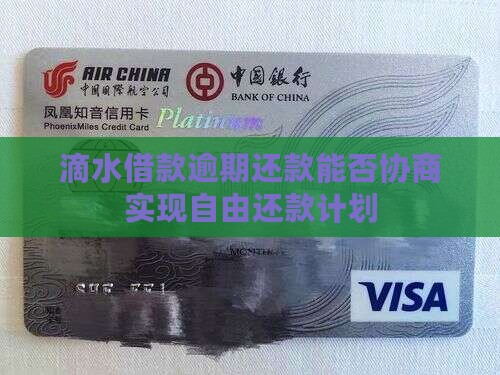 AIR CHINA
中国国际航空公司
中国银行
BANK OF CHINA
凤凰知音信用卡
PhoenixMiles Credit Card
Platinum
滴水借款逾期还款能否协商
实现自由还款计划
VISA